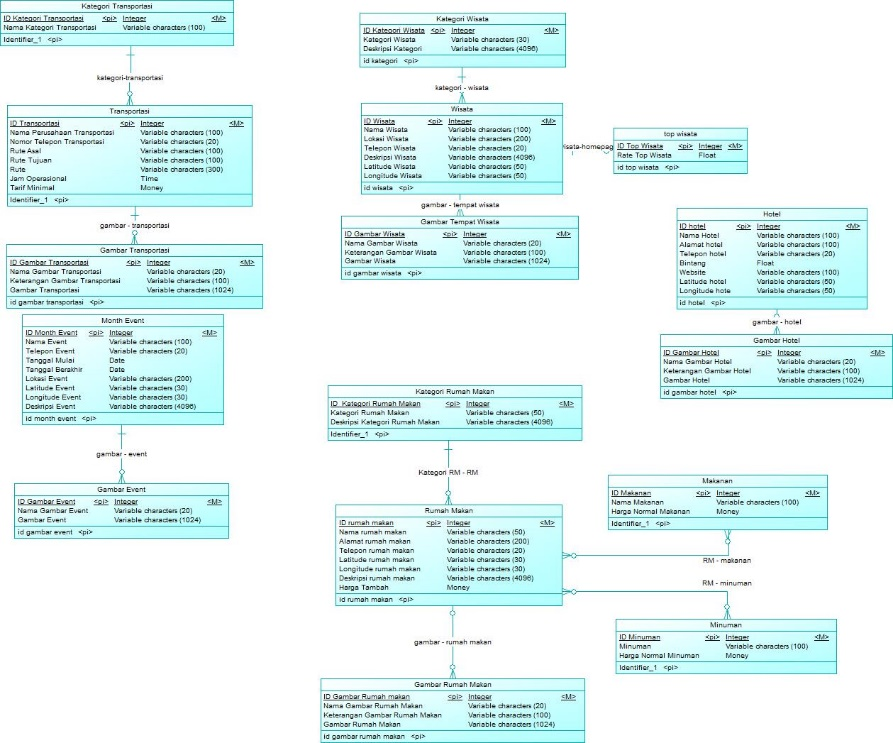 Kategori Transportasi
ID Kategori Transportasi <pi> Integer <M>
Nama Kategori Transportasi Variable characters (100)
Identifier_1 <pi>
kategori-transportasi
Transportasi
ID Transportasi <pi> Integer <M>
Nama Perusahaan Transportasi Variable characters (100)
Nomor Telepon Transportasi Variable characters (20)
Rute Asal Variable characters (100)
Rute Tujuan Variable characters (100)
Rute Variable characters (300)
Jam Operasional Time
Tarif Minimal Money
Identifier_1 <pi>
gambar - transportasi
Gambar Transportasi
ID Gambar Transportasi <pi> Integer <M>
Nama Gambar Transportasi Variable characters (20)
Keterangan Gambar Transportasi Variable characters (100)
Gambar Transportasi Variable characters (1024)
id gambar transportasi <pi>
Month Event
ID Month Event <pi> Integer <M>
Nama Event Variable characters (100)
Telepon Event Variable characters (20)
Tanggal Mulai Date
Tanggal Berakhir Date
Lokasi Event Variable characters (200)
Latitude Event Variable characters (30)
Longitude Event Variable characters (30)
Deskripsi Event Variable characters (4096)
id month event <pi>
gambar - event
Gambar Event
ID Gambar Event <pi> Integer <M>
Nama Gambar Event Variable characters (20)
Gambar Event Variable characters (1024)
id gambar event <pi>
Kategori Wisata
ID Kategori Wisata <pi> Integer <M>
Kategori Wisata Variable characters (30)
Deskripsi Kategori Variable characters (4096)
id kategori <pi>
kategori - wisata
Wisata
ID Wisata <pi> Integer <M>
Nama Wisata Variable characters (100)
Lokasi Wisata Variable characters (200)
Telepon Wisata Variable characters (20)
Deskripsi Wisata Variable characters (4096)
Latitude Wisata Variable characters (50)
Longitude Wisata Variable characters (50)
id wisata <pi>
isata-homepag
top wisata
ID Top Wisata <pi> Integer <M>
Rate Top Wisata Float
id top wisata <pi>
gambar - tempat wisata
Gambar Tempat Wisata
ID Gambar Wisata <pi> Integer <M>
Nama Gambar Wisata Variable characters (20)
Keterangan Gambar Wisata Variable characters (100)
Gambar Wisata Variable characters (1024)
id gambar wisata <pi>
Hotel
ID hotel <pi> Integer <M>
Nama Hotel Variable characters (100)
Alamat hotel Variable characters (100)
Telepon hotel Variable characters (20)
Bintang Float
Website Variable characters (100)
Latitude hotel Variable characters (50)
Longitude hote Variable characters (50)
id hotel <pi>
gambar - hotel
Gambar Hotel
ID Gambar Hotel <pi> Integer <M>
Nama Gambar Hotel Variable characters (20)
Keterangan Gambar Hotel Variable characters (100)
Gambar Hotel Variable characters (1024)
id gambar hotel <pi>
Kategori Rumah Makan
ID_Kategori Rumah Makan <pi> Integer <M>
Kategori Rumah Makan Variable characters (50)
Deskripsi Kategori Rumah Makan Variable characters (4096)
Identifier_1 <pi>
Kategori RM - RM
Rumah Makan
ID rumah makan <pi> Integer <M>
Nama rumah makan Variable characters (50)
Alamat rumah makan Variable characters (200)
Telepon rumah makan Variable characters (20)
Latitude rumah makan Variable characters (30)
Longitude rumah makan Variable characters (30)
Deskripsi rumah makan Variable characters (4096)
Harga Tambah Money
id rumah makan <pi>
gambar - rumah makan
Gambar Rumah Makan
ID Gambar Rumah makan <pi> Integer <M>
Nama Gambar Rumah Makan Variable characters (20)
Keterangan Gambar Rumah Makan Variable characters (100)
Gambar Rumah Makan Variable characters (1024)
id gambar rumah makan <pi>
Makanan
ID Makanan <pi> Integer <M>
Nama Makanan Variable characters (100)
Harga Normal Makanan Money
Identifier_1 <pi>
RM - makanan
RM - minuman
Minuman
ID Minuman <pi> Integer <M>
Minuman Variable characters (100)
Harga Normal Minuman Money
Identifier_1 <pi>